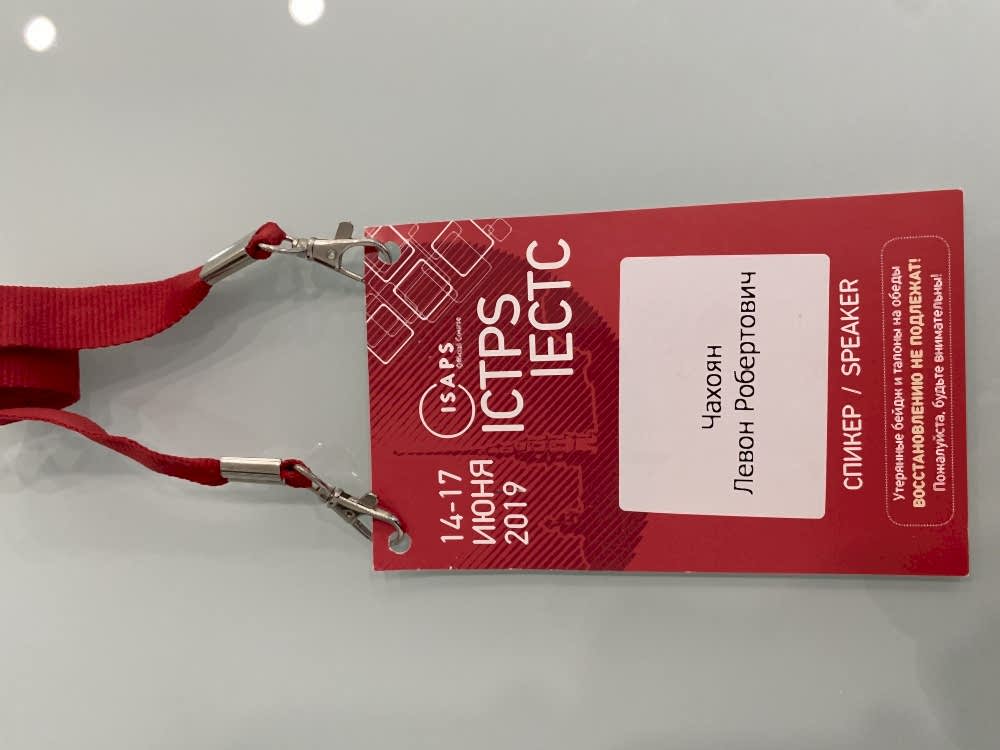 14-17
ИЮНЯ
2019
ISAPS
Official Course
ICTPS
IECTC
Чахоян
Левон Робертович
СПИКЕР / SPEAKER
Утерянные бейдж и талоны на обеды
ВОССТАНОВЛЕНИЮ НЕ ПОДЛЕЖАТ!
Пожалуйста, будьте внимательны!